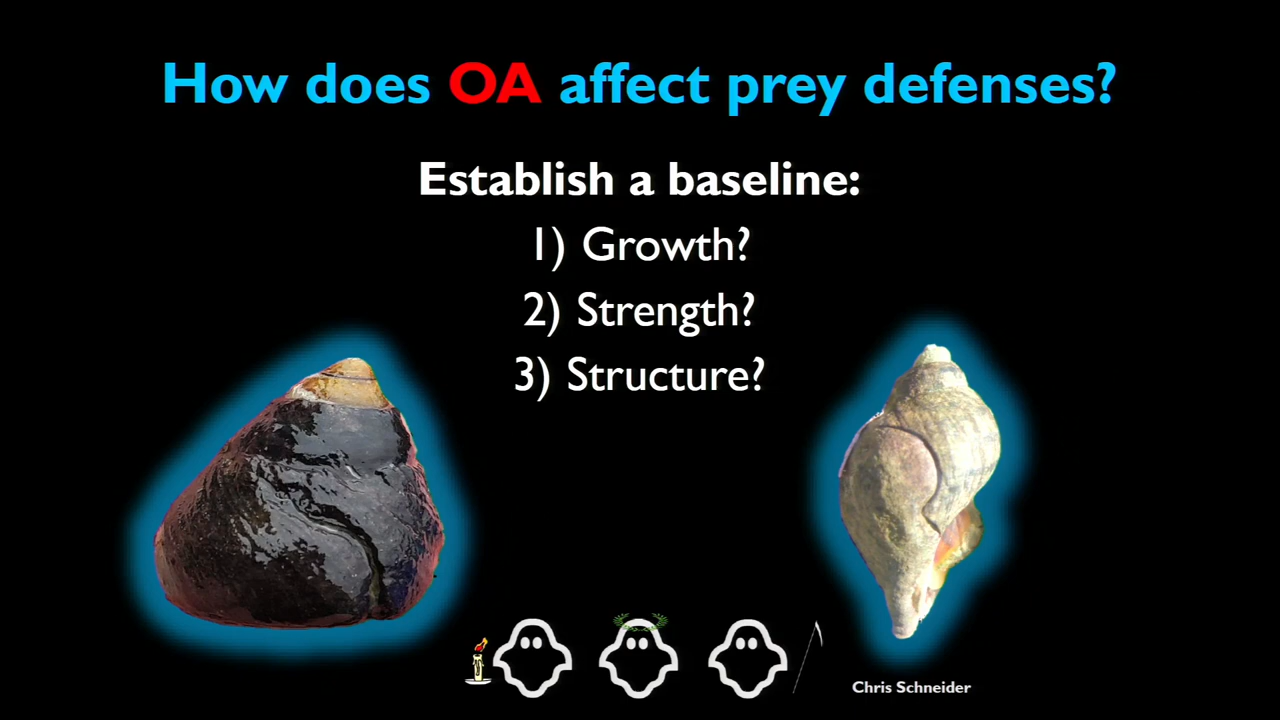 How does OA affect prey defenses?
Establish a baseline:
1) Growth?
2) Strength?
3) Structure?
Chris Schneider